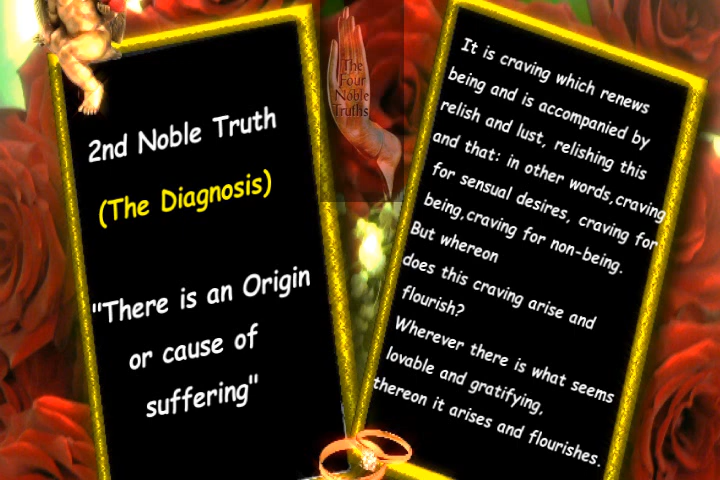 2nd Noble Truth
(The Diagnosis)
"There is an Origin
or cause of
suffering"
The
Four
Noble
Truths
It is craving which renews
being and is accompanied by
relish and lust, relishing this
and that: in other words,craving
for sensual desires, craving for
being,craving for non-being.
But whereon
does this craving arise and
flourish?
Wherever there is what seems
lovable and gratifying,
thereon it arises and flourishes.